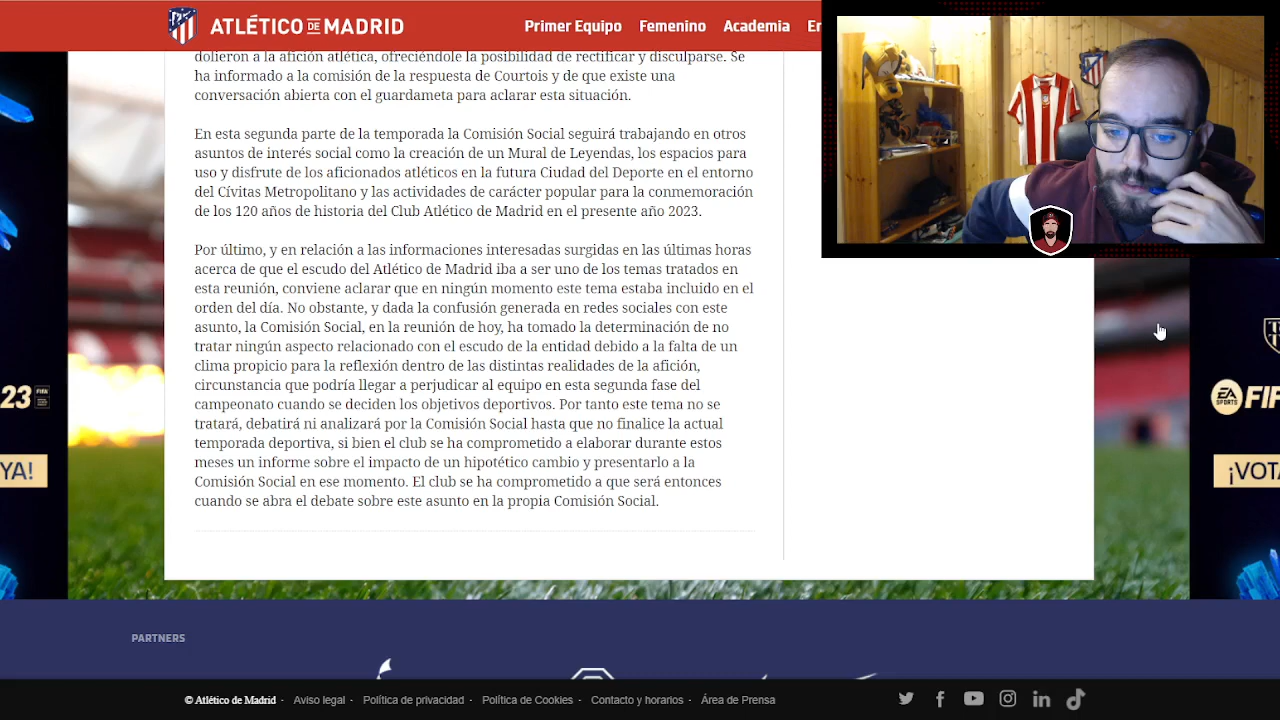 ATLÉTICO DE MADRID
Primer Equipo Femenino Academia
dolieron a la afición atlética, ofreciéndole la posibilidad de rectificar y disculparse. Se
ha informado a la comisión de la respuesta de Courtois y de que existe una
conversación abierta con el guardameta para aclarar esta situación.
En esta segunda parte de la temporada la Comisión Social seguirá trabajando en otros
asuntos de interés social como la creación de un Mural de Leyendas, los espacios para
uso y disfrute de los aficionados atléticos en la futura Ciudad del Deporte en el entorno
del Cívitas Metropolitano y las actividades de carácter popular para la conmemoración
de los 120 años de historia del Club Atlético de Madrid en el presente año 2023.
Por último, y en relación a las informaciones interesadas surgidas en las últimas horas
acerca de que el escudo del Atlético de Madrid iba a ser uno de los temas tratados en
esta reunión, conviene aclarar que en ningún momento este tema estaba incluido en el
orden del día. No obstante, y dada la confusión generada en redes sociales con este
asunto, la Comisión Social, en la reunión de hoy, ha tomado la determinación de no
tratar ningún aspecto relacionado con el escudo de la entidad debido a la falta de un
clima propicio para la reflexión dentro de las distintas realidades de la afición,
circunstancia que podría llegar a perjudicar al equipo en esta segunda fase del
campeonato cuando se deciden los objetivos deportivos. Por tanto este tema no se
tratará, debatirá ni analizará por la Comisión Social hasta que no finalice la actual
temporada deportiva, si bien el club se ha comprometido a elaborar durante estos
meses un informe sobre el impacto de un hipotético cambio y presentarlo a la
Comisión Social en ese momento. El club se ha comprometido a que será entonces
cuando se abra el debate sobre este asunto en la propia Comisión Social.
23
YA!
EA SPORTS FIF
¡VOTA
PARTNERS
© Atlético de Madrid · Aviso legal · Política de privacidad · Política de Cookies · Contacto y horarios · Área de Prensa